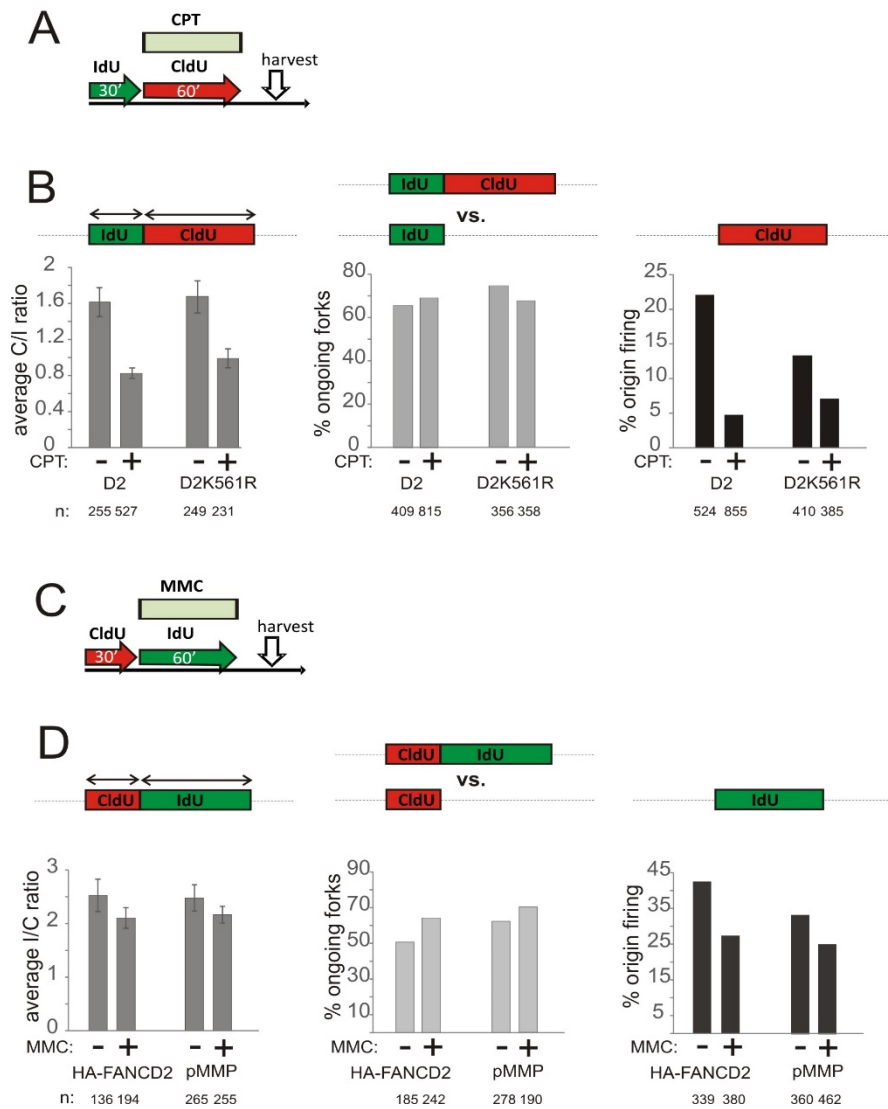 A
CPT
harvest
IdU
CldU
30'
60'
B
IdU
CldU
IdU
CldU
vs.
IdU
CldU
average C/I ratio
2
1.6
1.2
0.8
0.4
0
CPT: - + - +
D2 D2K561R
n: 255 527 249 231
% ongoing forks
80
60
40
20
0
- + - +
CPT:
D2 D2K561R
409 815 356 358
% origin firing
25
20
15
10
5
0
CPT: - + - +
D2 D2K561R
524 855 410 385
C
MMC
harvest
CldU
IdU
30'
60'
D
CldU
IdU
CldU
IdU
vs.
CldU
IdU
average I/C ratio
3
2
1
0
MMC: - + - +
HA-FANCD2 pMMP
n: 136 194 265 255
% ongoing forks
90
70
50
30
10
MMC: - + - +
HA-FANCD2 pMMP
185 242 278 190
% origin firing
45
35
25
15
5
MMC: - + - +
HA-FANCD2 pMMP
339 380 360 462